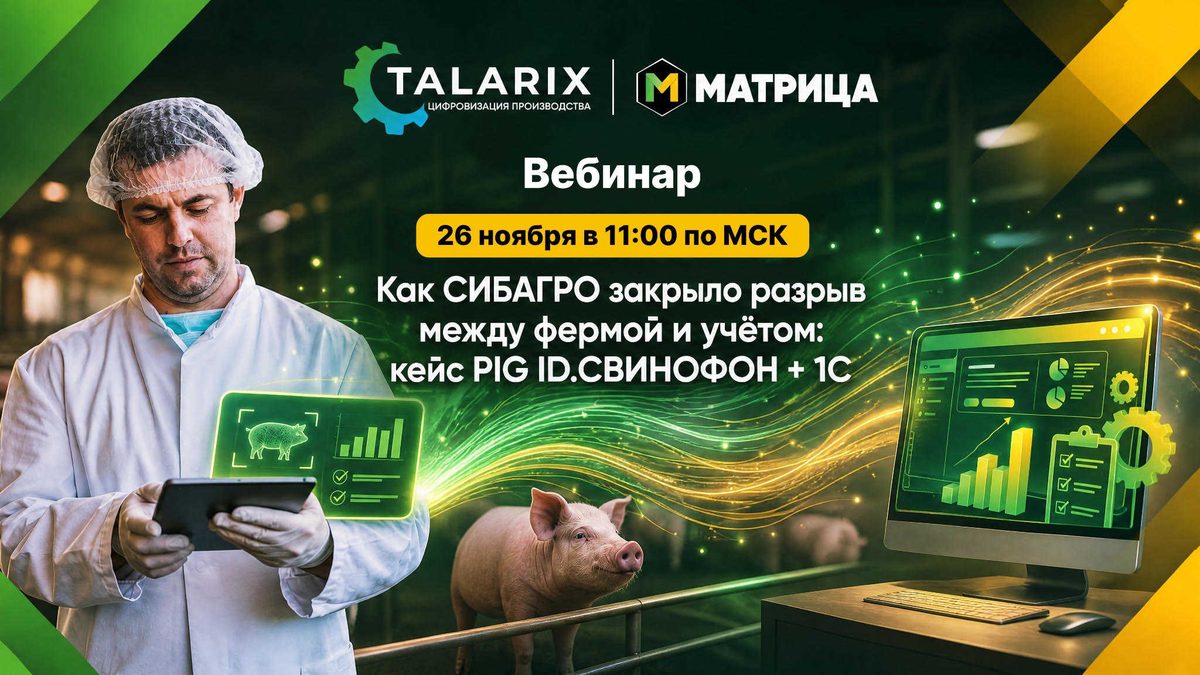 TALARIX
ЦИФРОВИЗАЦИЯ ПРОИЗВОДСТВА
М МАТРИЦА
Вебинар
26 ноября в 11:00 по МСК
Как СИБАГРО закрыло разрыв
между фермой и учётом:
кейс PIG ID.СВИНОФОН + 1С